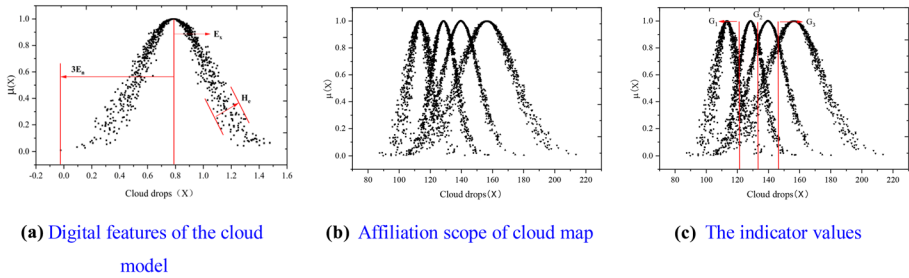 (a)
1.0
0.8
0.6
0.4
0.2
0.0
μ(X)
Ex
3En
He
-0.2 0.0 0.2 0.4 0.6 0.8 1.0 1.2 1.4 1.6
Cloud drops（X）
(b)
1.0
0.8
0.6
0.4
0.2
0.0
μ(X)
80 100 120 140 160 180 200 220
Cloud drops(X)
(c)
G1 G2 G3
1.0
0.8
0.6
0.4
0.2
0.0
μ(X)
80 100 120 140 160 180 200 220
Cloud drops(X)
(a) Digital features of the cloud
model
(b) Affiliation scope of cloud map
(c) The indicator values